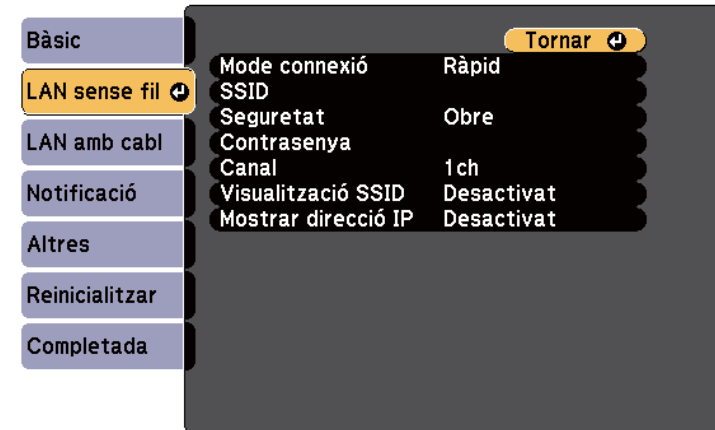 Bàsic
LAN sense fil
LAN amb cabl
Notificació
Altres
Reinicialitzar
Completada
Tornar
Mode connexió Ràpid
SSID
Seguretat Obre
Contrasenya
Canal 1ch
Visualització SSID Desactivat
Mostrar direcció IP Desactivat